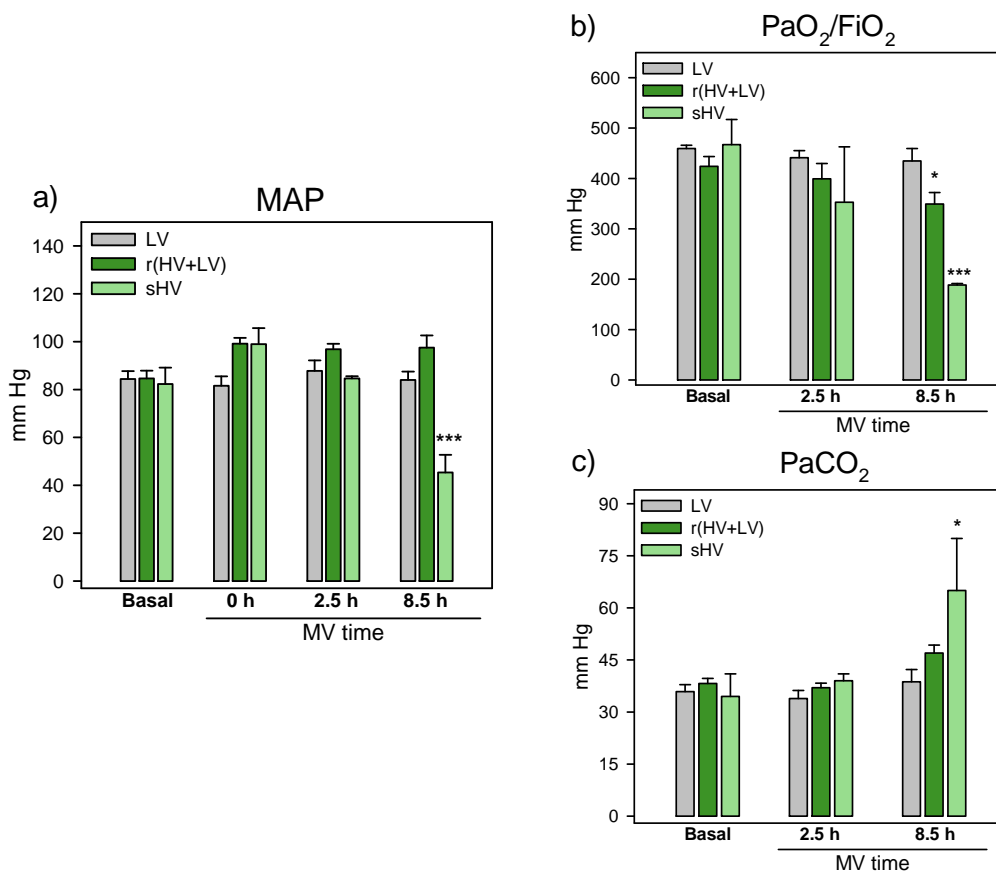 a)
MAP
mm Hg
140
120
100
80
60
40
20
0
LV
r(HV+LV)
sHV
***
Basal
0 h
2.5 h
8.5 h
MV time
b)
PaO₂/FiO₂
mm Hg
600
500
400
300
200
400
0
LV
r(HV+LV)
sHV
*
***
Basal
2.5 h
8.5 h
MV time
c)
PaCO₂
mm Hg
90
75
60
45
30
15
0
LV
r(HV+LV)
sHV
*
Basal
2.5 h
8.5 h
MV time